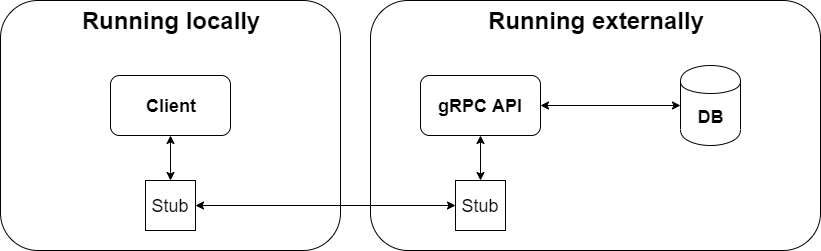 Running locally
Running externally
Client
gRPC API
DB
Stub
Stub